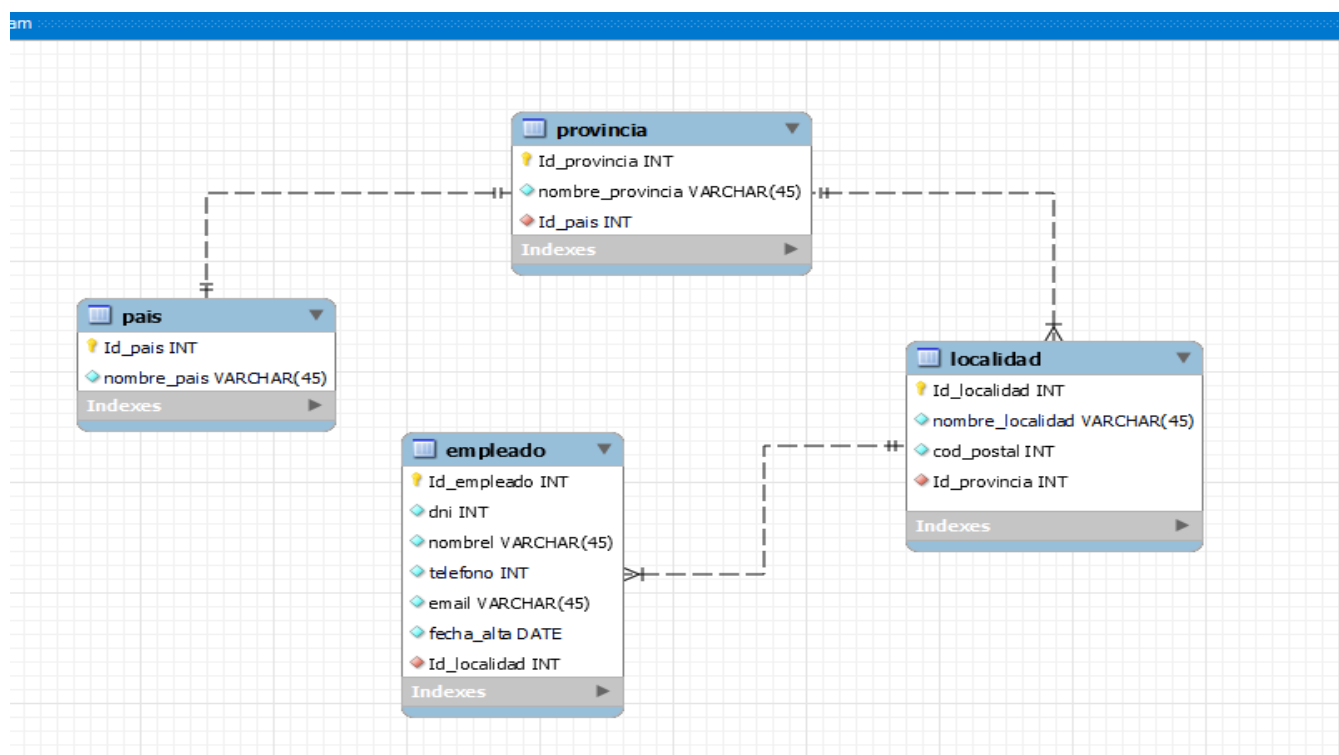 am
provincia
Id_provincia INT
nombre_provincia VARCHAR(45)
Id_pais INT
Indexes
pais
Id_pais INT
nombre_pais VARCHAR(45)
Indexes
localidad
Id_localidad INT
nombre_localidad VARCHAR(45)
cod_postal INT
Id_provincia INT
Indexes
empleado
Id_empleado INT
dni INT
nombrel VARCHAR(45)
telefono INT
email VARCHAR(45)
fecha_alta DATE
Id_localidad INT
Indexes